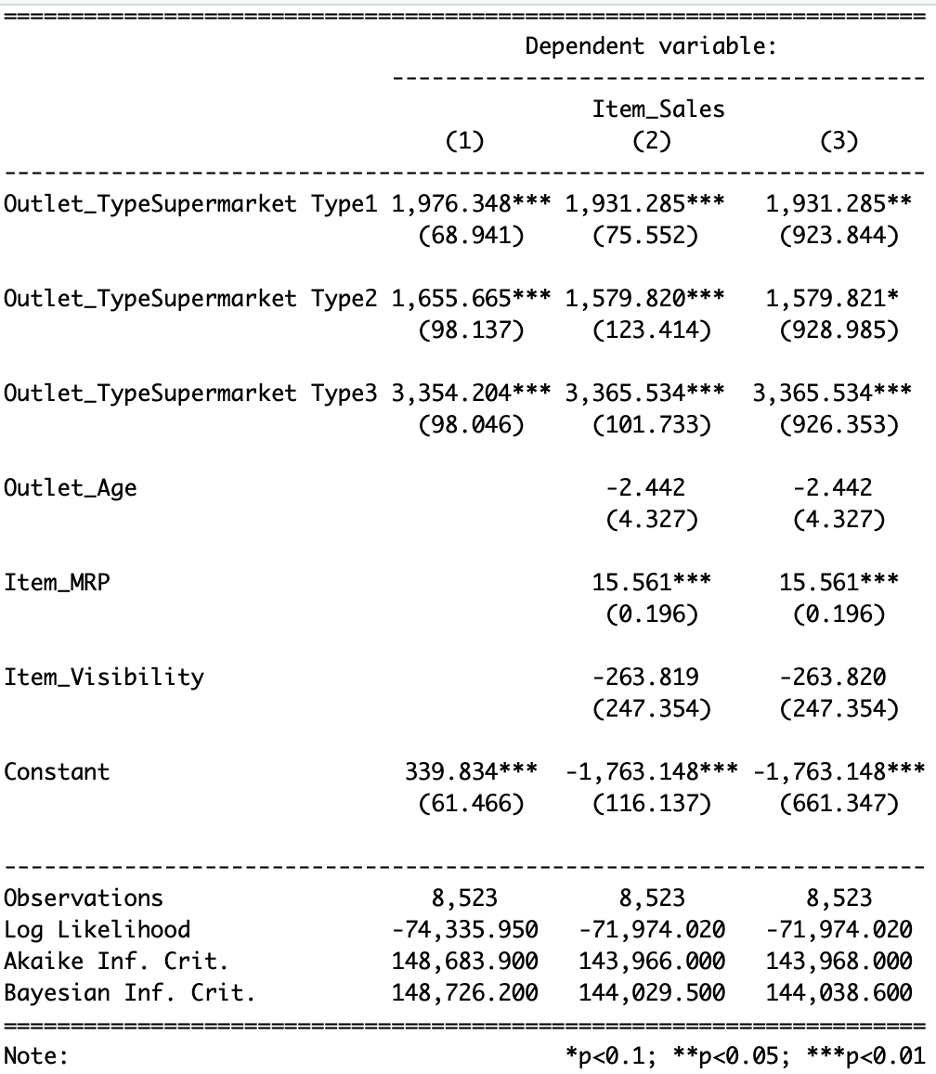 Dependent variable:
Item_Sales
(1) (2) (3)
Outlet_TypeSupermarket Type1 1,976.348*** 1,931.285*** 1,931.285**
(68.941) (75.552) (923.844)
Outlet_TypeSupermarket Type2 1,655.665*** 1,579.820*** 1,579.821*
(98.137) (123.414) (928.985)
Outlet_TypeSupermarket Type3 3,354.204*** 3,365.534*** 3,365.534***
(98.046) (101.733) (926.353)
Outlet_Age -2.442 -2.442
(4.327) (4.327)
Item_MRP 15.561*** 15.561***
(0.196) (0.196)
Item_Visibility -263.819 -263.820
(247.354) (247.354)
Constant 339.834*** -1,763.148*** -1,763.148***
(61.466) (116.137) (661.347)
Observations 8,523 8,523 8,523
Log Likelihood -74,335.950 -71,974.020 -71,974.020
Akaike Inf. Crit. 148,683.900 143,966.000 143,968.000
Bayesian Inf. Crit. 148,726.200 144,029.500 144,038.600
Note: *p<0.1; **p<0.05; ***p<0.01